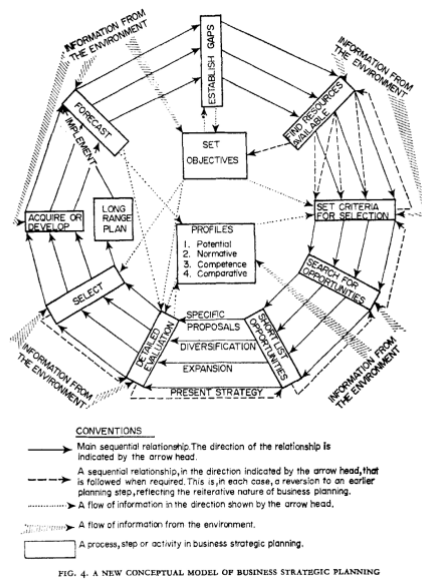 INFORMATION FROM
THE ENVIRONMENT
ESTABLISH GAPS
INFORMATION FROM
THE ENVIRONMENT
FORECAST
IF IMPLEMENT
FIND RESOURCES
AVAILABLE
SET
OBJECTIVES
ACQUIRE OR
DEVELOP
LONG
RANGE
PLAN
SET CRITERIA
FOR SELECTION
PROFILES
1. Potential
2. Normative
3. Competence
4. Comparative
SEARCH FOR
OPPORTUNITIES
SELECT
DETAILED
EVALUATION
SPECIFIC
PROPOSALS
DIVERSIFICATION
EXPANSION
PRESENT STRATEGY
SHORT LIST
OPPORTUNITIES
INFORMATION FROM
THE ENVIRONMENT
INFORMATION FROM
THE ENVIRONMENT
CONVENTIONS
Main sequential relationship. The direction of the relationship is
indicated by the arrow head.
A sequential relationship, in the direction indicated by the arrow head, that
is followed when required. This is, in each case, a reversion to an earlier
planning step, reflecting the reiterative nature of business planning.
A flow of information in the direction shown by the arrow head.
A flow of information from the environment.
A process, step or activity in business strategic planning.
FIG. 4. A NEW CONCEPTUAL MODEL OF BUSINESS STRATEGIC PLANNING